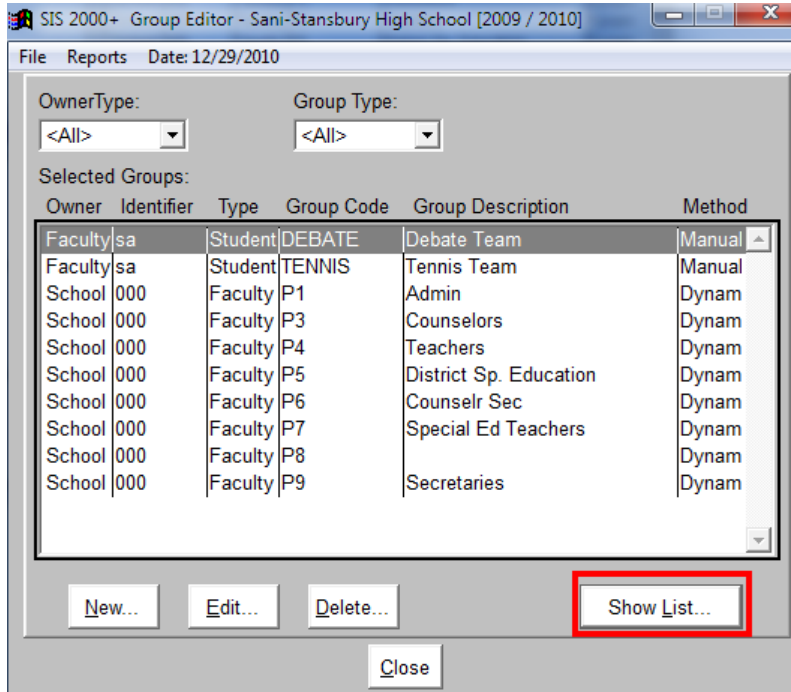 SIS 2000+ Group Editor - Sani-Stansbury High School [2009 / 2010]
File Reports Date: 12/29/2010
OwnerType: Group Type:
<All> <All>
Selected Groups:
Owner Identifier Type Group Code Group Description Method
Faculty sa Student DEBATE Debate Team Manual
Faculty sa Student TENNIS Tennis Team Manual
School 000 Faculty P1 Admin Dynam
School 000 Faculty P3 Counselors Dynam
School 000 Faculty P4 Teachers Dynam
School 000 Faculty P5 District Sp. Education Dynam
School 000 Faculty P6 Counselr Sec Dynam
School 000 Faculty P7 Special Ed Teachers Dynam
School 000 Faculty P8 Dynam
School 000 Faculty P9 Secretaries Dynam
New... Edit... Delete... Show List...
Close